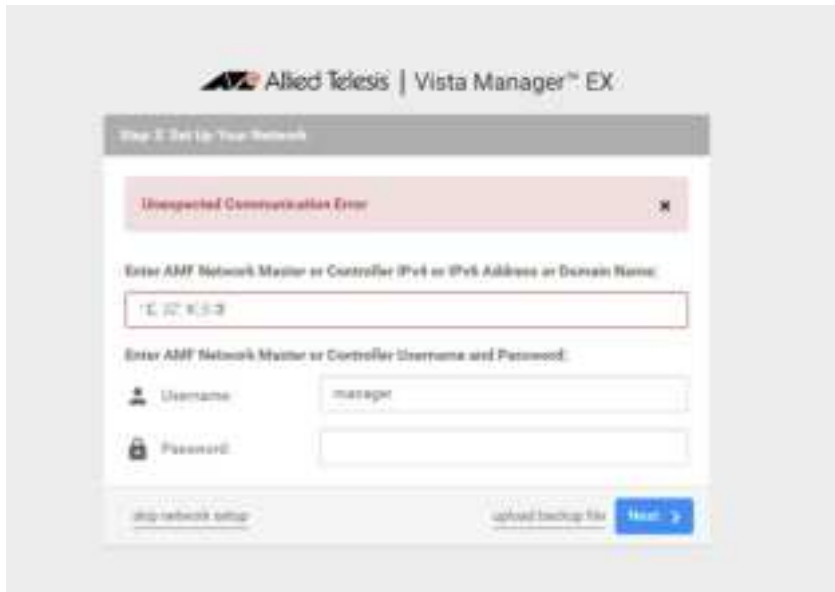 Allied Telesis | Vista Manager™ EX
Set Up Your Network
Unexpected Communication Error
Enter AMF Network Master or Controller IPv4 or IPv6 Address or Domain Name:
Enter AMF Network Master or Controller Username and Password:
Username
manager
Password
skip network setup
upload backup file
Next